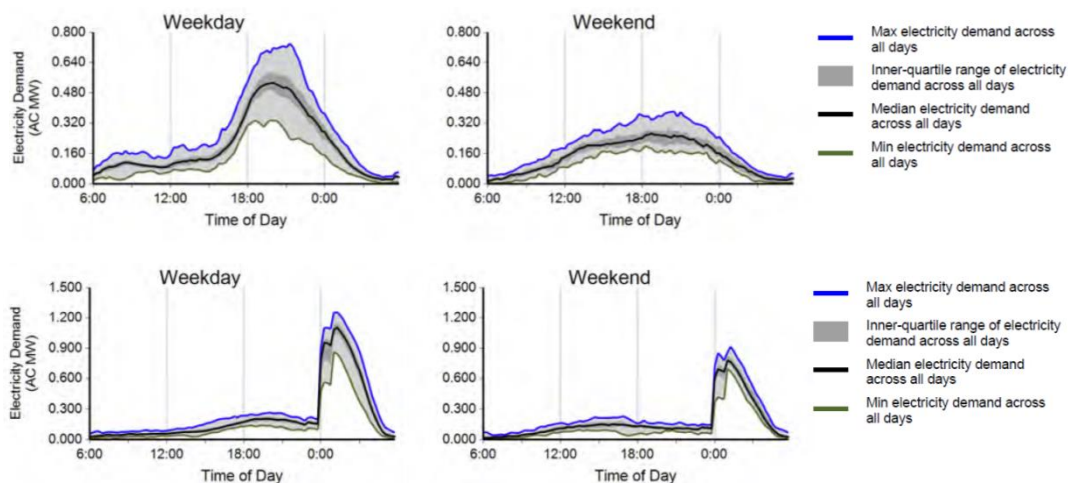 Weekday
Weekend
0.800
0.640
0.480
0.320
0.160
0.000
Electricity Demand
(AC MW)
6:00
12:00
18:00
0:00
Time of Day
0.800
0.640
0.480
0.320
0.160
0.000
6:00
12:00
18:00
0:00
Time of Day
Max electricity demand across
all days
Inner-quartile range of electricity
demand across all days
Median electricity demand
across all days
Min electricity demand across
all days
Weekday
Weekend
1.500
1.200
0.900
0.600
0.300
0.000
Electricity Demand
(AC MW)
6:00
12:00
18:00
0:00
Time of Day
1.500
1.200
0.900
0.600
0.300
0.000
6:00
12:00
18:00
0:00
Time of Day
Max electricity demand across
all days
Inner-quartile range of electricity
demand across all days
Median electricity demand
across all days
Min electricity demand across
all days